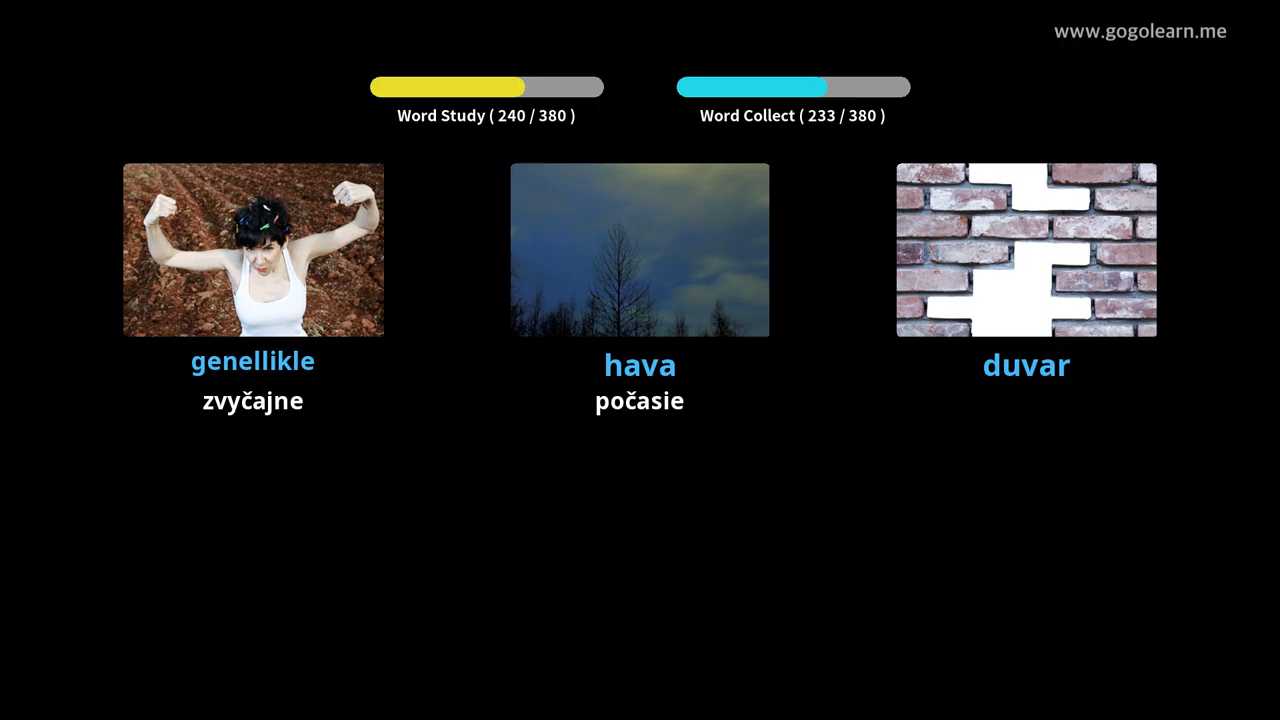 www.gogolearn.me
Word Study ( 240 / 380 )
Word Collect ( 233 / 380 )
genellikle
hava
duvar
zvyčajne
počasie